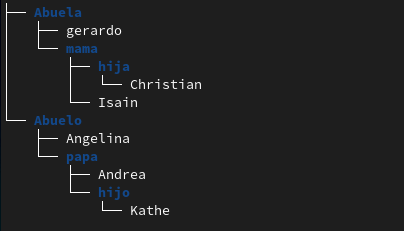 Abuela
gerardo
mama
hija
Christian
Isain
Abuelo
Angelina
papa
Andrea
hijo
Kathe